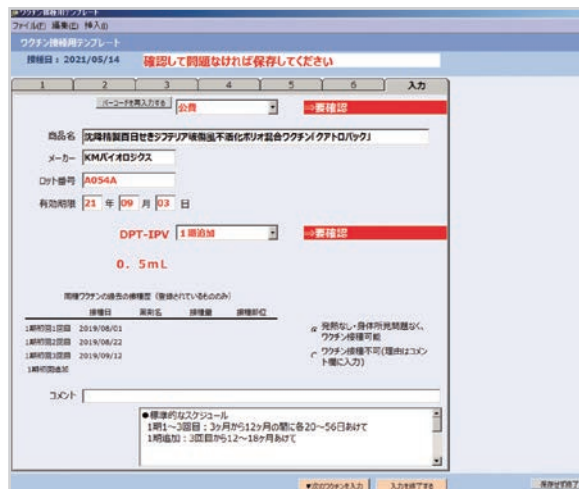 ワクチン接種用テンプレート
ファイル(F) 編集(E) 挿入(I)
ワクチン接種用テンプレート
接種日：2021/05/14 確認して問題なければ保存してください
1 2 3 4 5 6 入力
バーコードを再入力する 公費 ⇒要確認
商品名 沈降精製百日せきジフテリア破傷風不活化ポリオ混合ワクチン「クアトロバック」
メーカー KMバイオロジクス
ロット番号 A054A
有効期限 21 年 09 月 03 日
DPT-IPV 1期追加 ⇒要確認
0．5mL
同種ワクチンの過去の接種歴（登録されているもののみ）
接種日 薬剤名 接種量 接種部位
1期初回1回目 2019/08/01
1期初回2回目 2019/08/22
1期初回3回目 2019/09/12
1期初回追加
発熱なし・身体所見問題なく、
ワクチン接種可能
ワクチン接種不可(理由はコメン
ト欄に入力)
コメント
●標準的なスケジュール
1期1～3回目：3ヶ月から12ヶ月の間に各20～56日あけて
1期追加：3回目から12～18ヶ月あけて
▼次のワクチンを入力 入力を終了する 保存せず終了